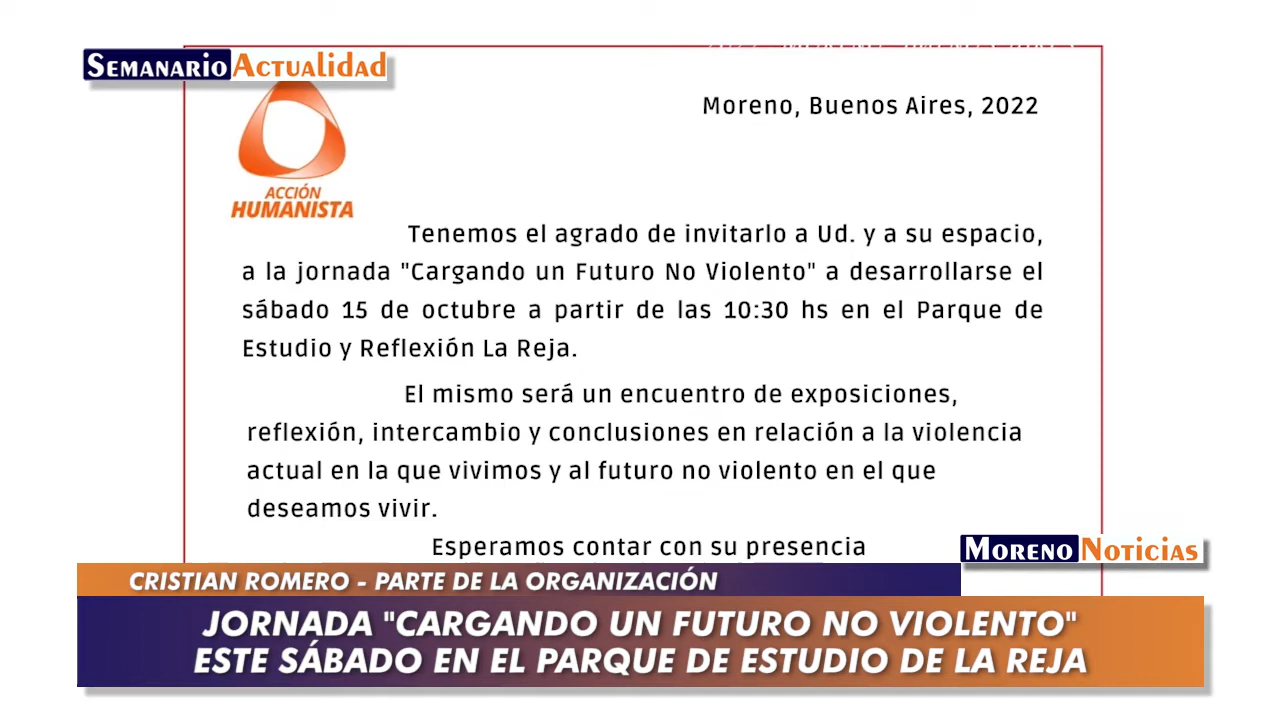 SEMANARIO ACTUALIDAD
Moreno, Buenos Aires, 2022
ACCIÓN
HUMANISTA
Tenemos el agrado de invitarlo a Ud. y a su espacio,
a la jornada "Cargando un Futuro No Violento" a desarrollarse el
sábado 15 de octubre a partir de las 10:30 hs en el Parque de
Estudio y Reflexión La Reja.
El mismo será un encuentro de exposiciones,
reflexión, intercambio y conclusiones en relación a la violencia
actual en la que vivimos y al futuro no violento en el que
deseamos vivir.
Esperamos contar con su presencia
MORENO NOTICIAS
CRISTIAN ROMERO - PARTE DE LA ORGANIZACIÓN
JORNADA "CARGANDO UN FUTURO NO VIOLENTO"
ESTE SÁBADO EN EL PARQUE DE ESTUDIO DE LA REJA